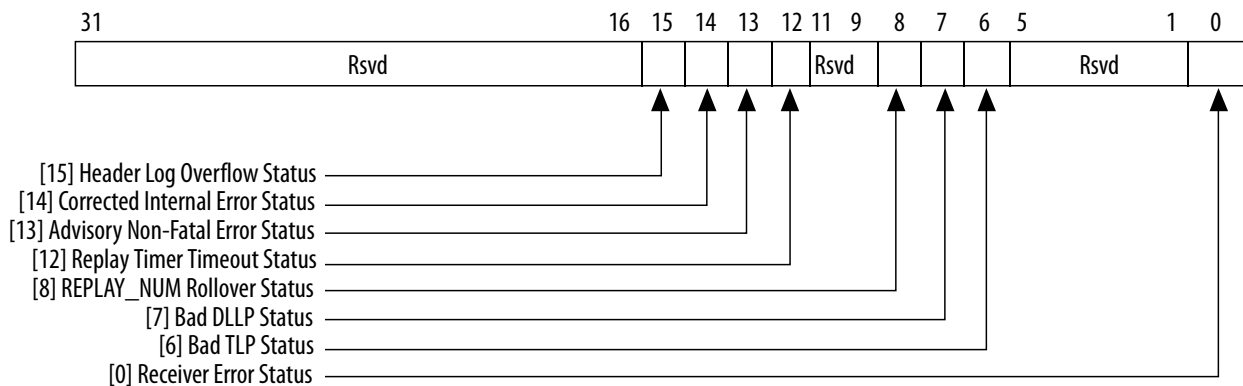 31 16 15 14 13 12 11 9 8 7 6 5 1 0
Rsvd Rsvd Rsvd
[15] Header Log Overflow Status
[14] Corrected Internal Error Status
[13] Advisory Non-Fatal Error Status
[12] Replay Timer Timeout Status
[8] REPLAY_NUM Rollover Status
[7] Bad DLLP Status
[6] Bad TLP Status
[0] Receiver Error Status